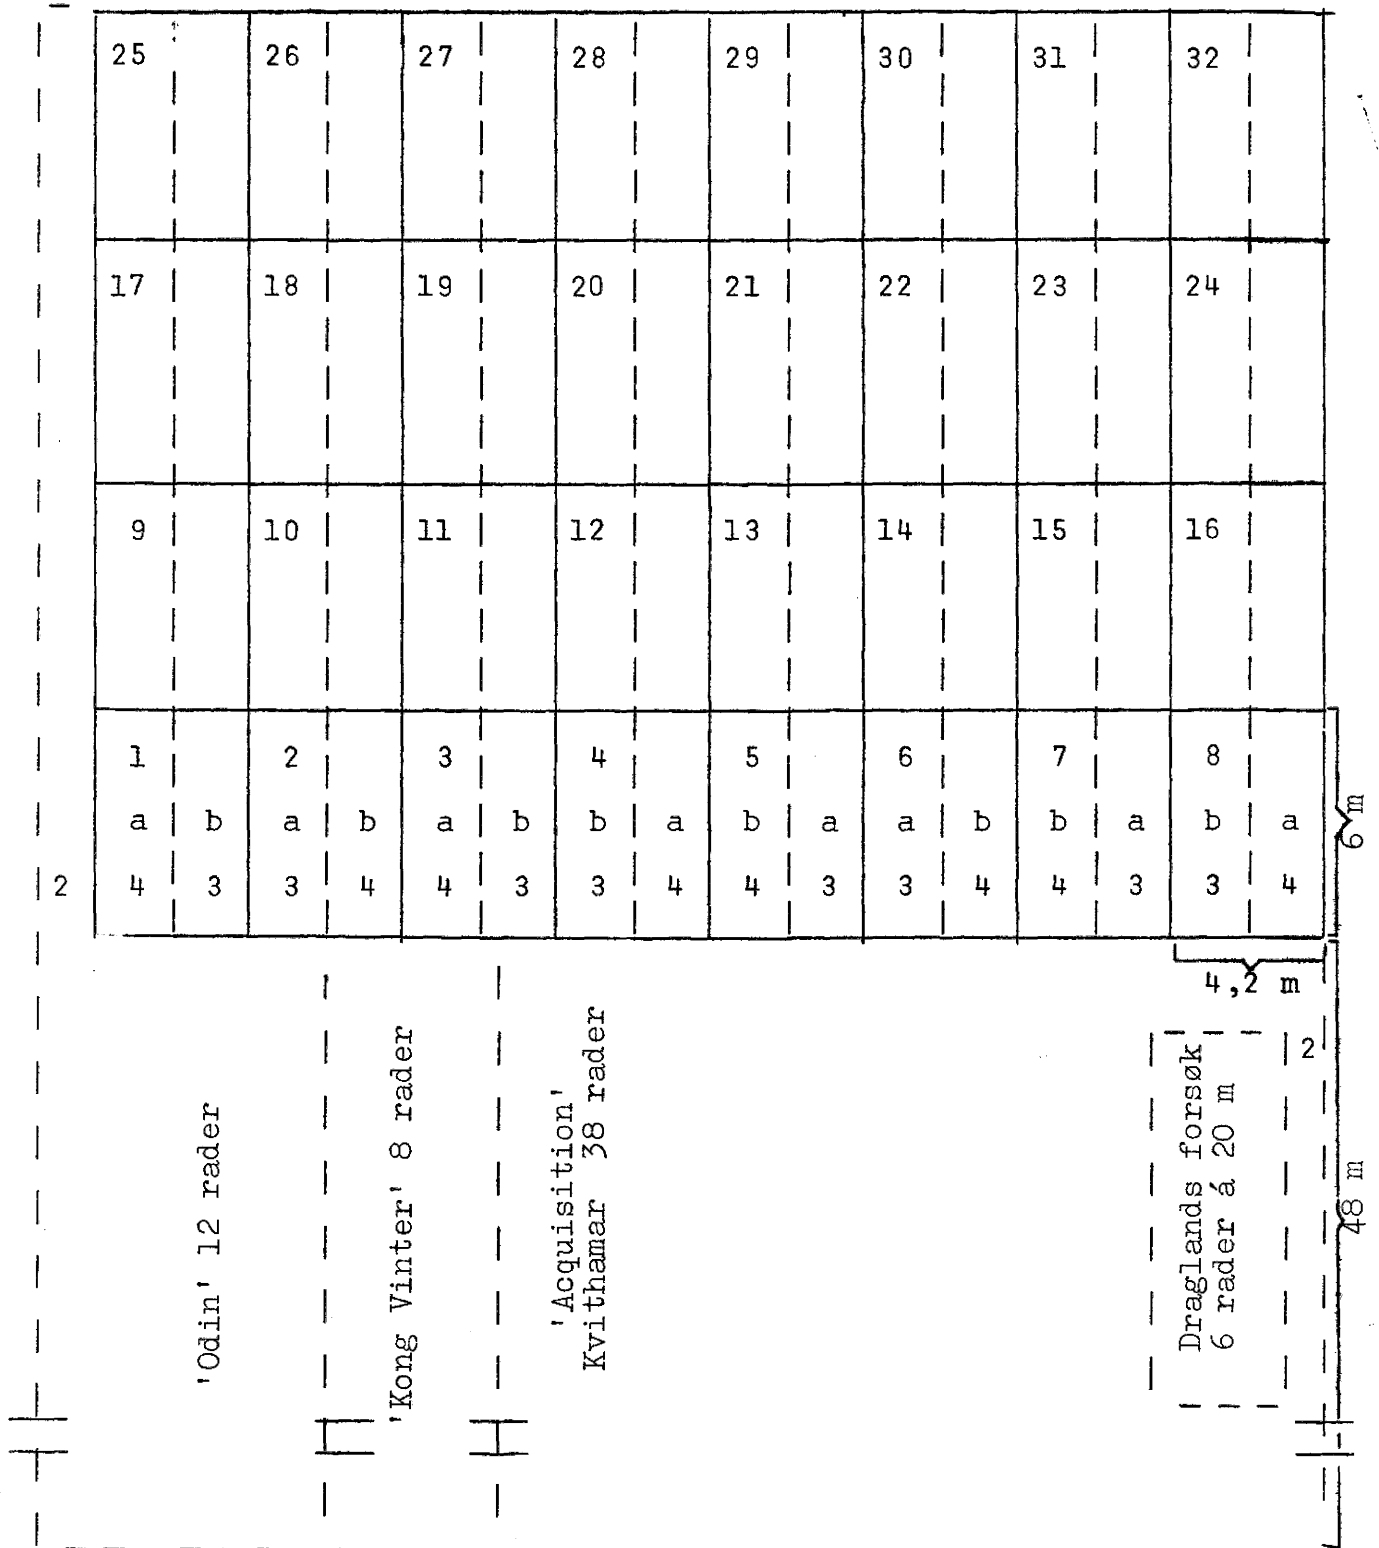 25 26 27 28 29 30 31 32
17 18 19 20 21 22 23 24
9 10 11 12 13 14 15 16
1 2 3 4 5 6 7 8
a b a b a b b a b a a b b a b a
2 4 3 3 4 4 3 3 4 4 3 3 4 4 3 3 4
6 m
4,2 m
2
'Odin' 12 rader
'Kong Vinter' 8 rader
'Acquisition'
Kvithamar 38 rader
Draglands forsøk
6 rader á 20 m
48 m